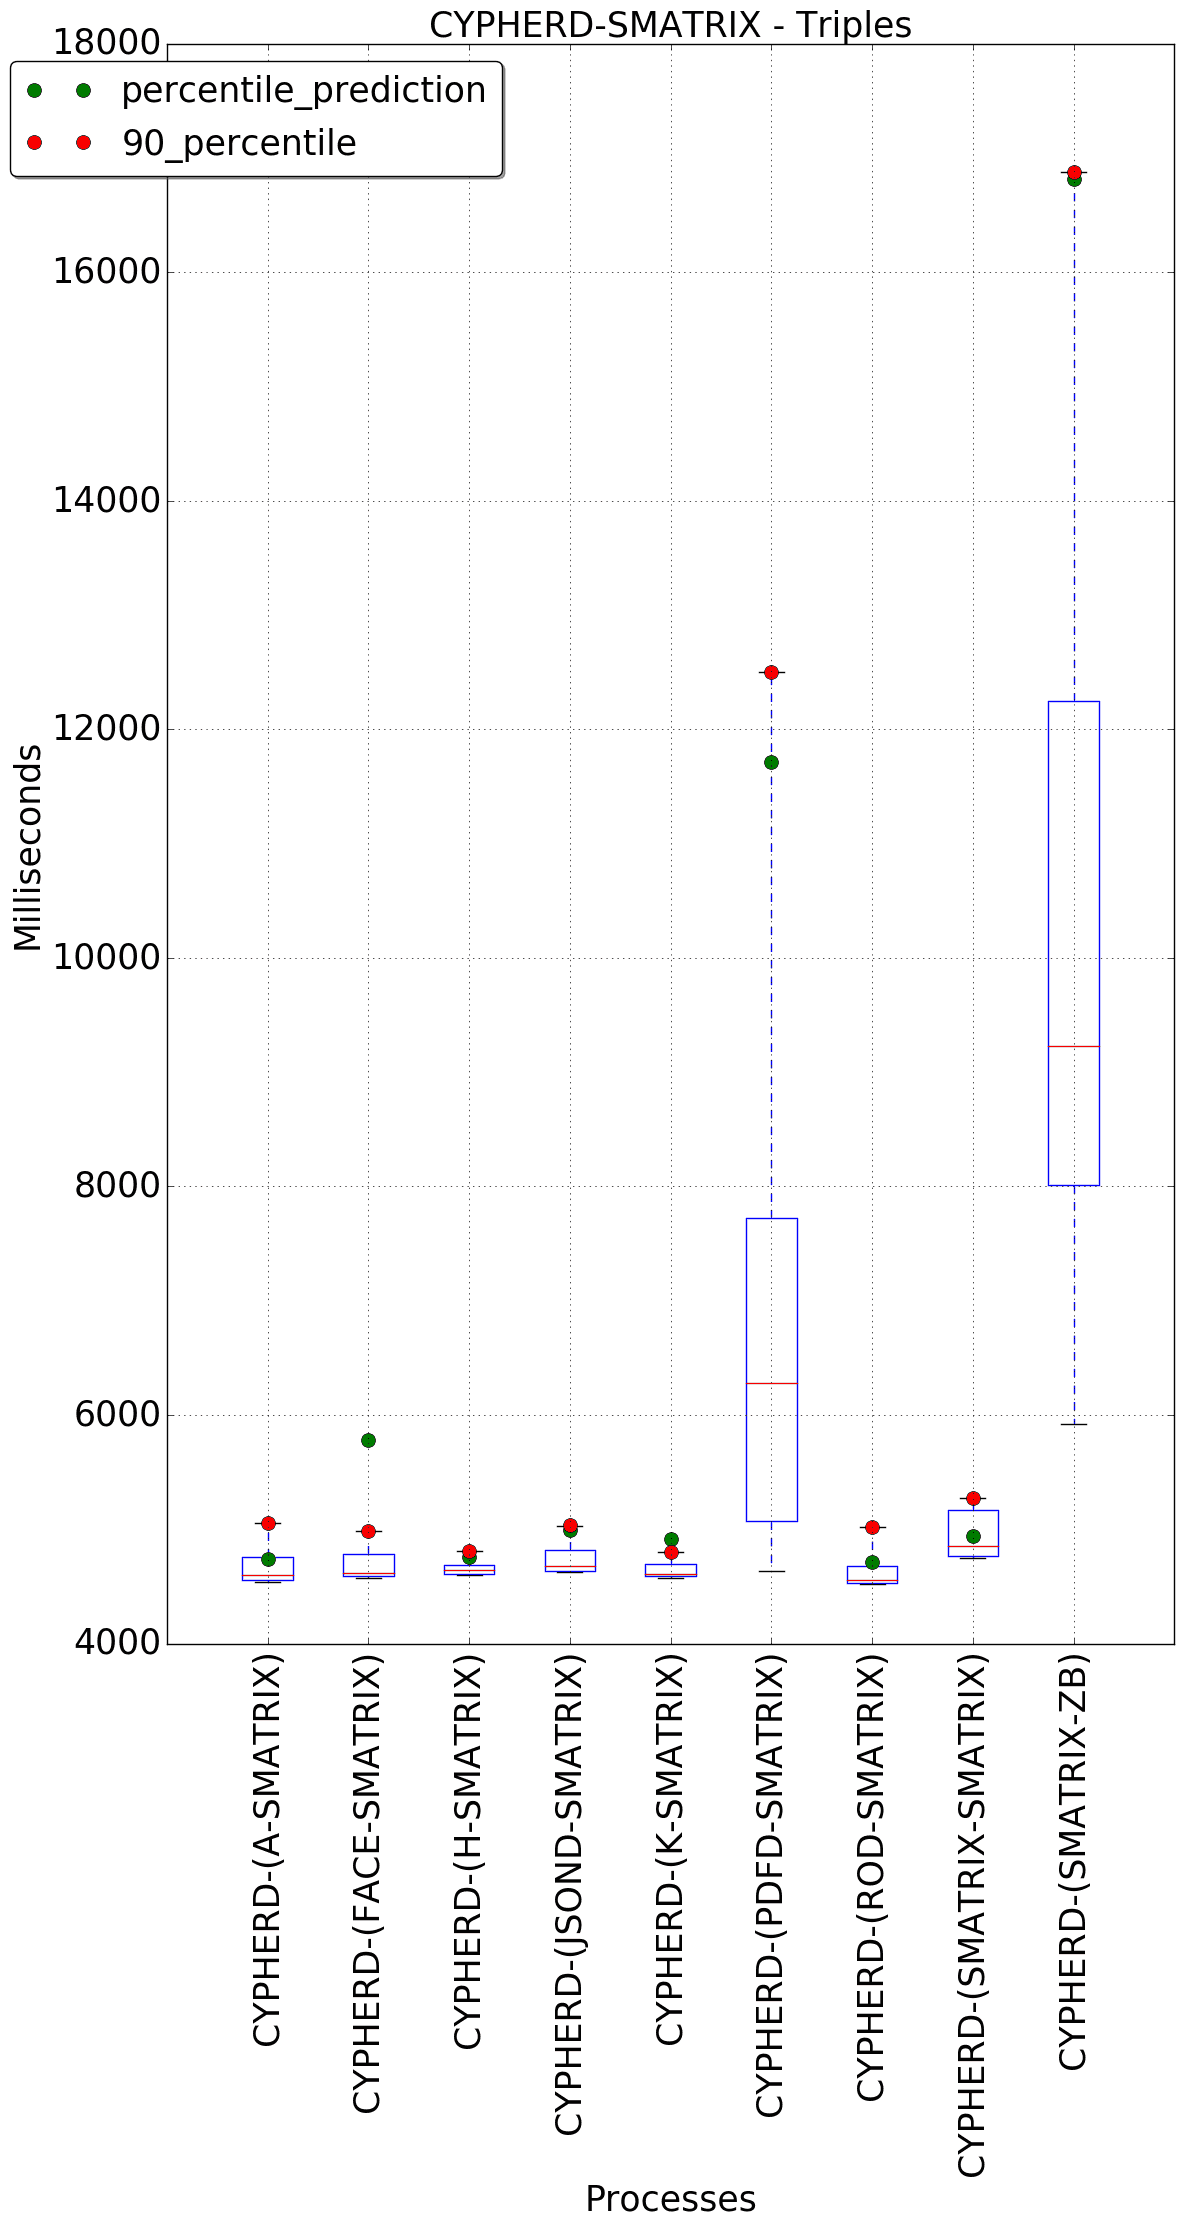 CYPHERD-SMATRIX - Triples
percentile_prediction
90_percentile
18000
16000
14000
12000
10000
8000
6000
4000
Milliseconds
CYPHERD-(A-SMATRIX)
CYPHERD-(FACE-SMATRIX)
CYPHERD-(H-SMATRIX)
CYPHERD-(JSOND-SMATRIX)
CYPHERD-(K-SMATRIX)
CYPHERD-(PDFD-SMATRIX)
CYPHERD-(ROD-SMATRIX)
CYPHERD-(SMATRIX-SMATRIX)
CYPHERD-(SMATRIX-ZB)
Processes